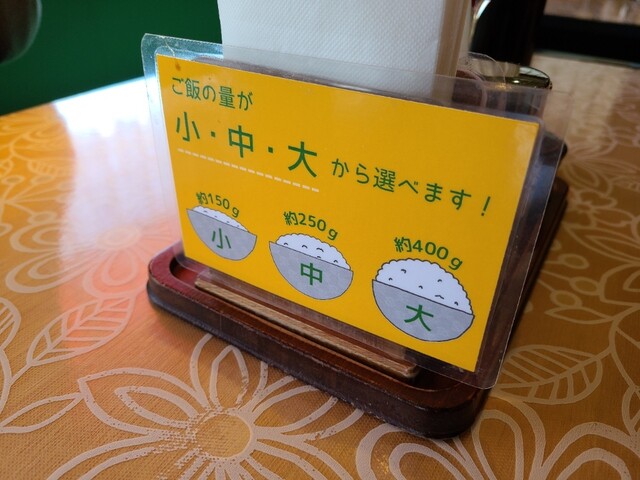 ご飯の量が
小・中・大から選べます！
約150g 約250g 約400g
小 中 大